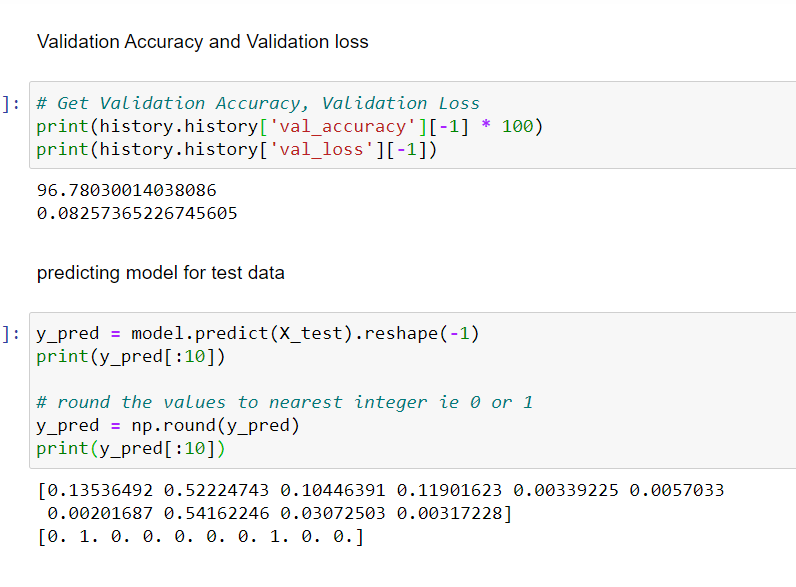 Validation Accuracy and Validation loss
]: # Get Validation Accuracy, Validation Loss
print(history.history['val_accuracy'][-1] * 100)
print(history.history['val_loss'][-1])
96.78030014038086
0.08257365226745605
predicting model for test data
]: y_pred = model.predict(X_test).reshape(-1)
print(y_pred[:10])
# round the values to nearest integer ie 0 or 1
y_pred = np.round(y_pred)
print(y_pred[:10])
[0.13536492 0.52224743 0.10446391 0.11901623 0.00339225 0.0057033
0.00201687 0.54162246 0.03072503 0.00317228]
[0. 1. 0. 0. 0. 0. 0. 1. 0. 0.]